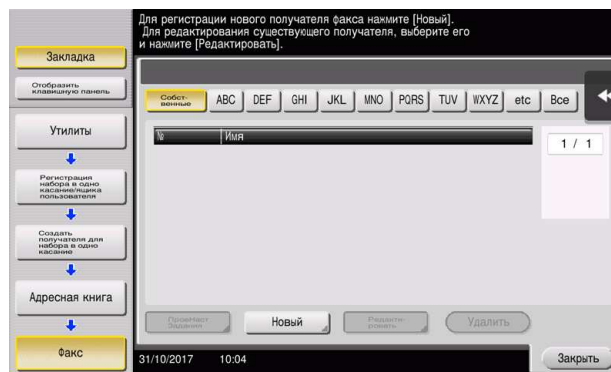 Для регистрации нового получателя факса нажмите [Новый].
Для редактирования существующего получателя, выберите его
и нажмите [Редактировать].
Закладка
Отобразить
клавишную панель
Утилиты
Регистрация
набора в одно
касание/ящика
пользователя
Создать
получателя для
набора в одно
касание
Адресная книга
Факс
Собст-
венные
ABC
DEF
GHI
JKL
MNO
PQRS
TUV
WXYZ
etc
Все
№
Имя
1 / 1
Задания
Новый
Редакти-
ровать
Удалить
31/10/2017
10:04
Закрыть